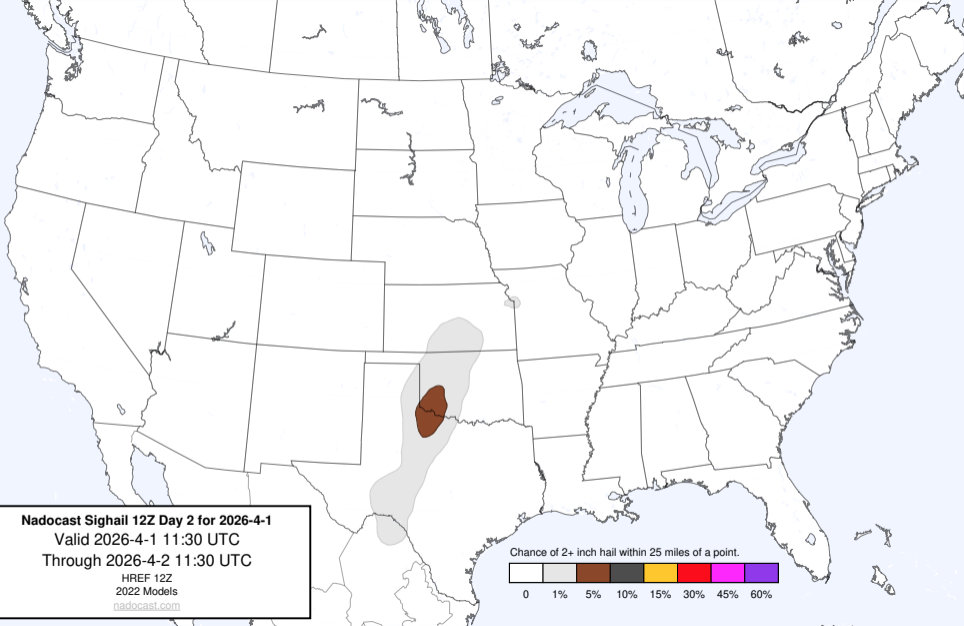 Nadocast Sighail 12Z Day 2 for 2026-4-1
Valid 2026-4-1 11:30 UTC
Through 2026-4-2 11:30 UTC
HREF 12Z
2022 Models
nadocast.com
Chance of 2+ inch hail within 25 miles of a point.
0 1% 5% 10% 15% 30% 45% 60%